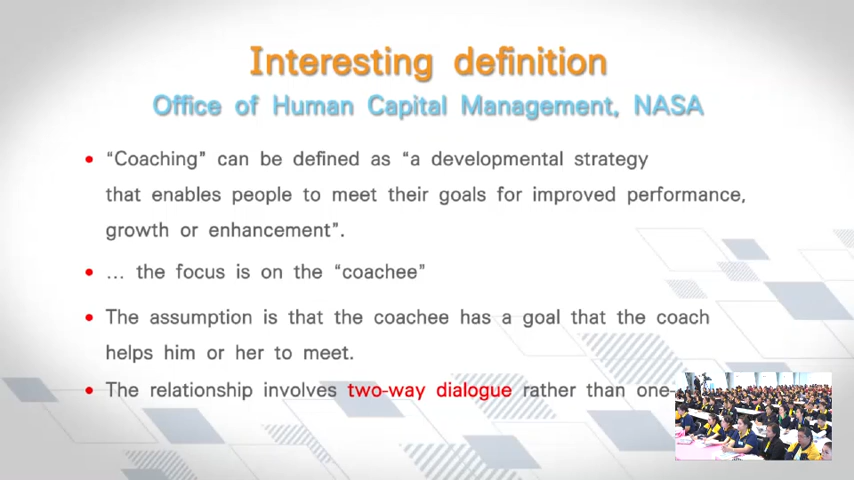 Interesting definition
Office of Human Capital Management, NASA
• “Coaching” can be defined as “a developmental strategy
that enables people to meet their goals for improved performance,
growth or enhancement”.
• ... the focus is on the “coachee”
• The assumption is that the coachee has a goal that the coach
helps him or her to meet.
• The relationship involves two-way dialogue rather than one-